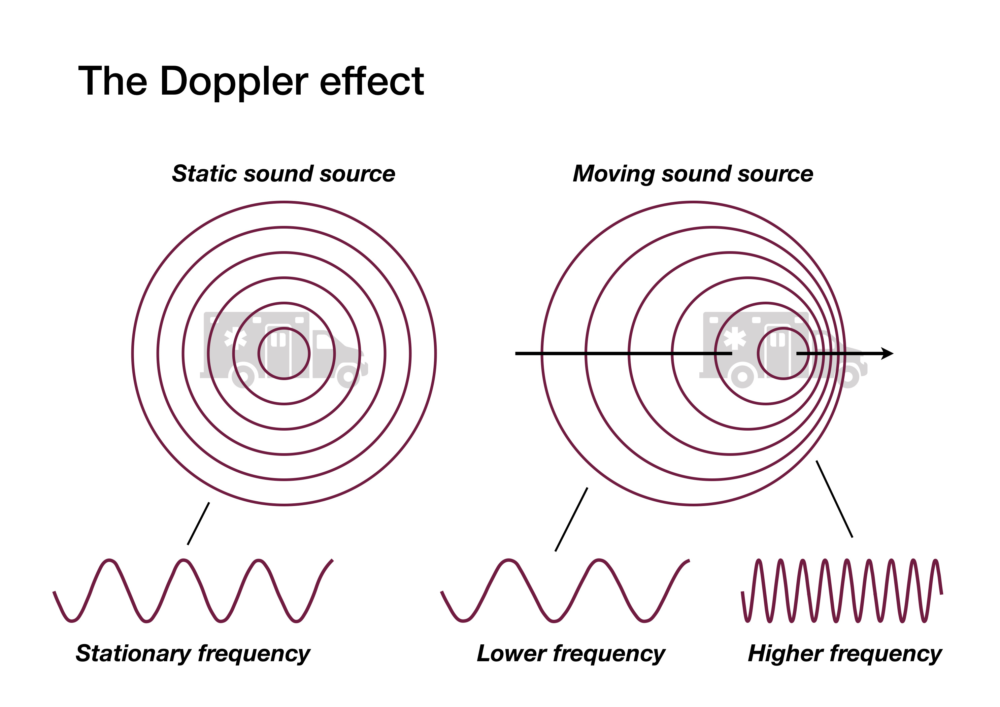 The Doppler effect
Static sound source
Moving sound source
Stationary frequency
Lower frequency
Higher frequency